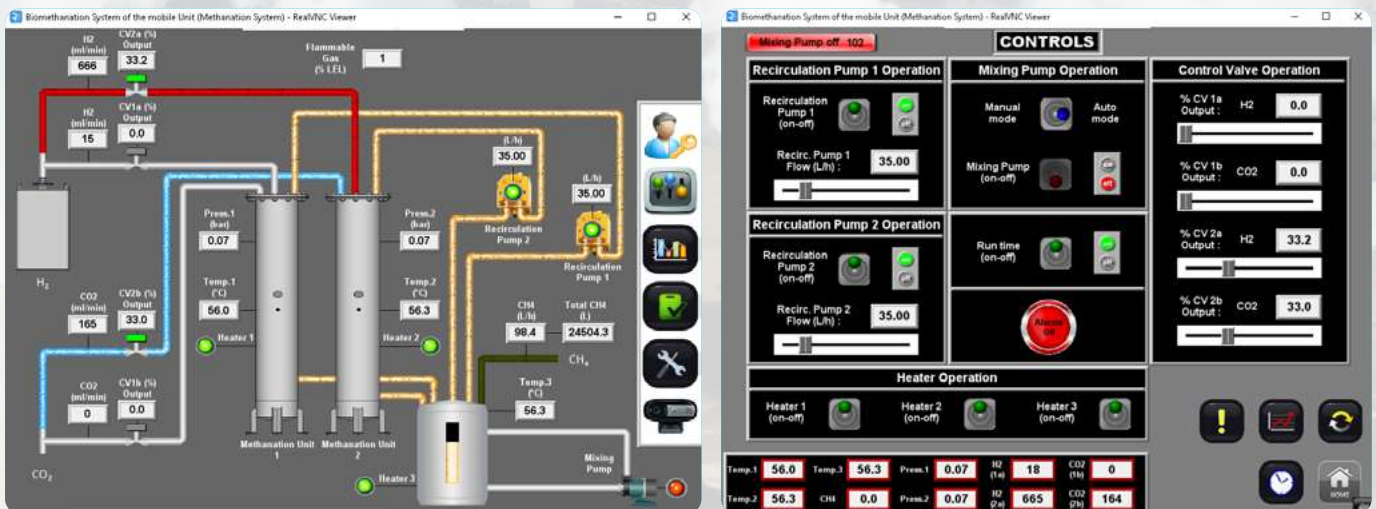 Biomethanation System of the mobile Unit (Methanation System) - RealVNC Viewer
H2
(ml/min)
666
CV2a (%)
Output
33.2
Flammable
Gas
(% LEL)
1
H2
(ml/min)
15
CV1a (%)
Output
0.0
H2
(L/h)
35.00
(L/h)
35.00
Recirculation
Pump 2
Recirculation
Pump 1
Press.1
(bar)
0.07
Press.2
(bar)
0.07
Temp.1
(°C)
56.0
Temp.2
(°C)
56.3
Heater 1
Heater 2
CO2
(ml/min)
165
CV2b (%)
Output
33.0
CH4
(L/h)
98.4
Total CH4
(L)
24504.3
CH4
CO2
(ml/min)
0
CV1b (%)
Output
0.0
Temp.3
(°C)
56.3
Methanation Unit
1
Methanation Unit
2
CO2
Heater 3
Mixing
Pump
Biomethanation System of the mobile Unit (Methanation System) - RealVNC Viewer
Mixing Pump off 102
CONTROLS
Recirculation Pump 1 Operation
Recirculation
Pump 1
(on-off)
Recirc. Pump 1
Flow (L/h) :
35.00
Recirculation Pump 2 Operation
Recirculation
Pump 2
(on-off)
Recirc. Pump 2
Flow (L/h) :
35.00
Mixing Pump Operation
Manual
mode
Auto
mode
Mixing Pump
(on-off)
off
Run time
(on-off)
Alarms
Control Valve Operation
% CV 1a
Output :
H2
0.0
% CV 1b
Output :
CO2
0.0
% CV 2a
Output :
H2
33.2
% CV 2b
Output :
CO2
33.0
Heater Operation
Heater 1
(on-off)
Heater 2
(on-off)
Heater 3
(on-off)
Temp.1 56.0 Temp.3 56.3 Press.1 0.07 H2 (1a) 18 CO2 (1b) 0
Temp.2 56.3 CH4 0.0 Press.2 0.07 H2 (2a) 665 CO2 (2b) 164
HOME